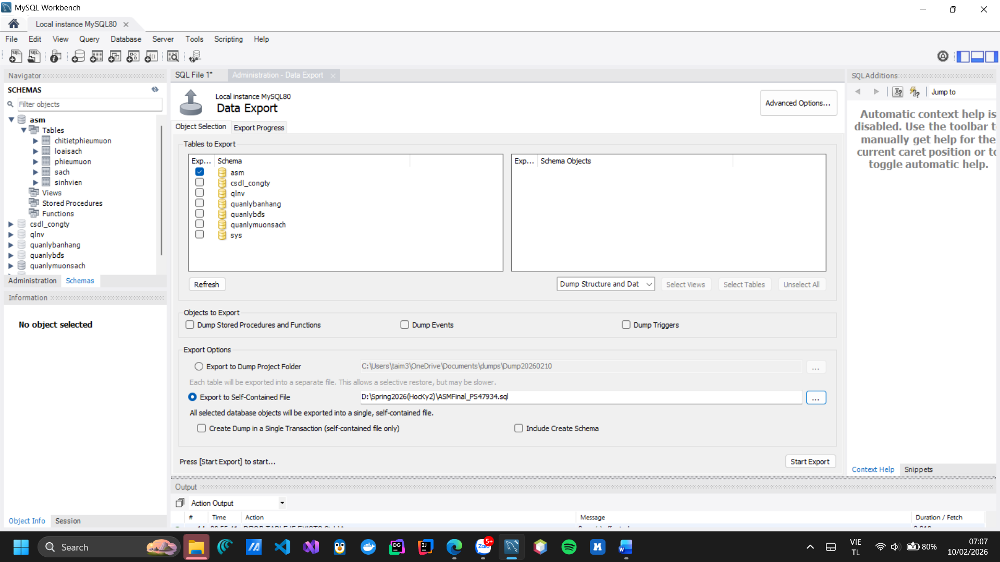 MySQL Workbench
Local instance MySQL80
File Edit View Query Database Server Tools Scripting Help
Navigator
SCHEMAS
Filter objects
asm
Tables
chitietphieumuon
loaisach
phieumuon
sach
sinhvien
Views
Stored Procedures
Functions
csdl_congty
qlnv
quanlybanhang
quanlybđs
quanlymuonsach
Administration Schemas
Information
No object selected
Object Info Session
SQL File 1* Administration - Data Export
Local instance MySQL80
Data Export
Advanced Options...
Object Selection Export Progress
Tables to Export
Exp... Schema
asm
csdl_congty
qlnv
quanlybanhang
quanlybđs
quanlymuonsach
sys
Exp... Schema Objects
Refresh
Dump Structure and Dat Select Views Select Tables Unselect All
Objects to Export
Dump Stored Procedures and Functions Dump Events Dump Triggers
Export Options
Export to Dump Project Folder C:\Users\taim3\OneDrive\Documents\dumps\Dump20260210 ...
Each table will be exported into a separate file. This allows a selective restore, but may be slower.
Export to Self-Contained File D:\Spring2026(HocKy2)\ASMFinal_PS47934.sql ...
All selected database objects will be exported into a single, self-contained file.
Create Dump in a Single Transaction (self-contained file only) Include Create Schema
Press [Start Export] to start...
Start Export
Output
Action Output
# Time Action Message Duration / Fetch
SQLAdditions
Jump to
Automatic context help is
disabled. Use the toolbar
manually get help for the
current caret position or
toggle automatic help.
Context Help Snippets
Search
5+
Zalo
VIE
TL
80%
07:07
10/02/2026